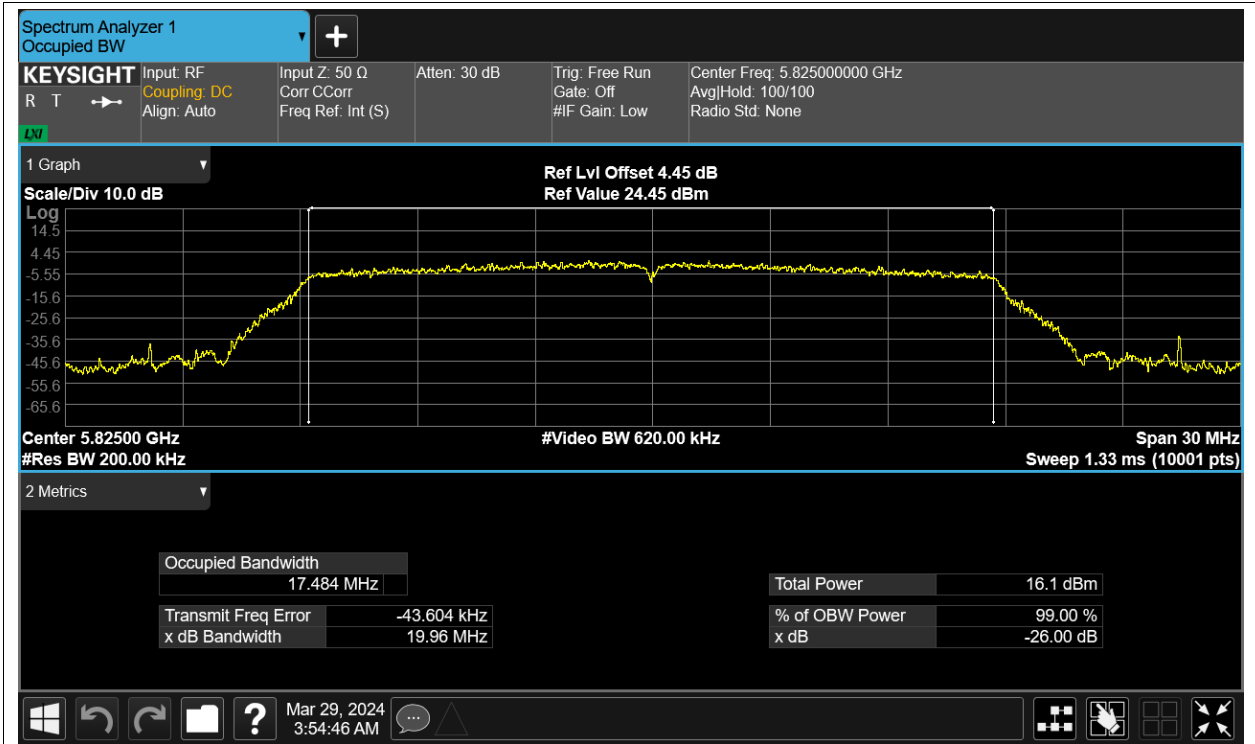 Spectrum Analyzer 1
Occupied BW
KEYSIGHT
R T
LXI
Input: RF
Coupling: DC
Align: Auto
Input Z: 50 Ω
Corr CCorr
Freq Ref: Int (S)
Atten: 30 dB
Trig: Free Run
Gate: Off
#IF Gain: Low
Center Freq: 5.825000000 GHz
Avg|Hold: 100/100
Radio Std: None
1 Graph
Scale/Div 10.0 dB
Ref Lvl Offset 4.45 dB
Ref Value 24.45 dBm
Log
14.5
4.45
-5.55
-15.6
-25.6
-35.6
-45.6
-55.6
-65.6
Center 5.82500 GHz
#Video BW 620.00 kHz
Span 30 MHz
#Res BW 200.00 kHz
Sweep 1.33 ms (10001 pts)
2 Metrics
Occupied Bandwidth
17.484 MHz
Total Power 16.1 dBm
Transmit Freq Error -43.604 kHz
% of OBW Power 99.00 %
x dB Bandwidth 19.96 MHz
x dB -26.00 dB
?
Mar 29, 2024
3:54:46 AM